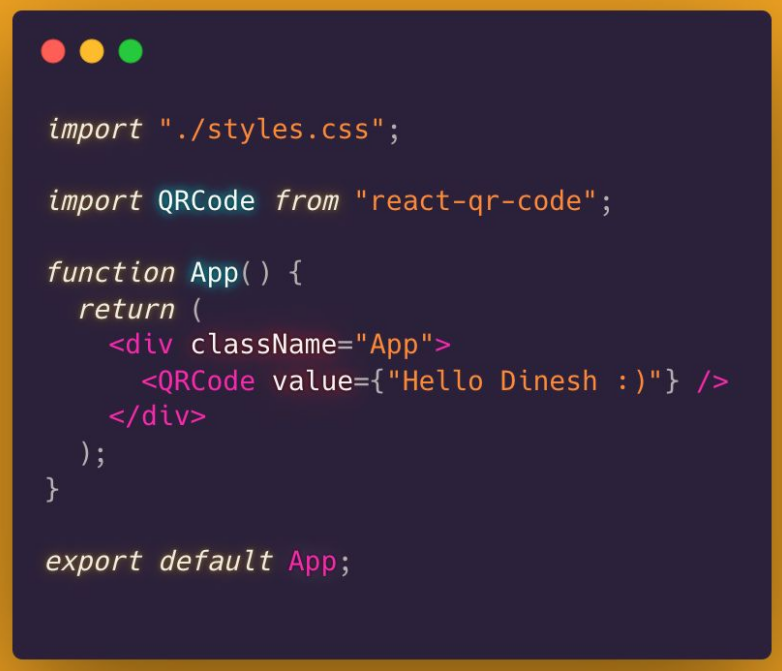 import "./styles.css";
import QRCode from "react-qr-code";
function App() {
return (
<div className="App">
<QRCode value={"Hello Dinesh :)"} />
</div>
);
}
export default App;